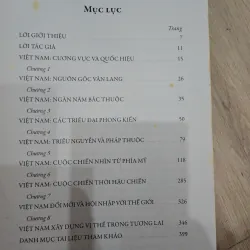 MỤC LỤC
Trang
LỜI GIỚI THIỆU 7
LỜI TÁC GIẢ 11
VIỆT NAM: CƯƠNG VỰC VÀ QUỐC HIỆU 15
Chương 1
VIỆT NAM: NGUỒN GỐC VĂN LANG 26
Chương 2
VIỆT NAM: NGÀN NĂM BẮC THUỘC 35
Chương 3
VIỆT NAM: CÁC TRIỀU ĐẠI PHONG KIẾN 50
Chương 4
VIỆT NAM: TRIỀU NGUYỄN VÀ PHÁP THUỘC 79
Chương 5
VIỆT NAM: CUỘC CHIẾN NHÌN TỪ PHÍA MỸ 118
Chương 6
VIỆT NAM: CUỘC CHIẾN THỜI HẬU CHIẾN 285
Chương 7
VIỆT NAM ĐỔI MỚI VÀ HỘI NHẬP VỚI THẾ GIỚI 326
Chương 8
VIỆT NAM XÂY DỰNG VỊ THẾ TRONG TƯƠNG LAI 346
DANH MỤC TÀI LIỆU THAM KHẢO 398